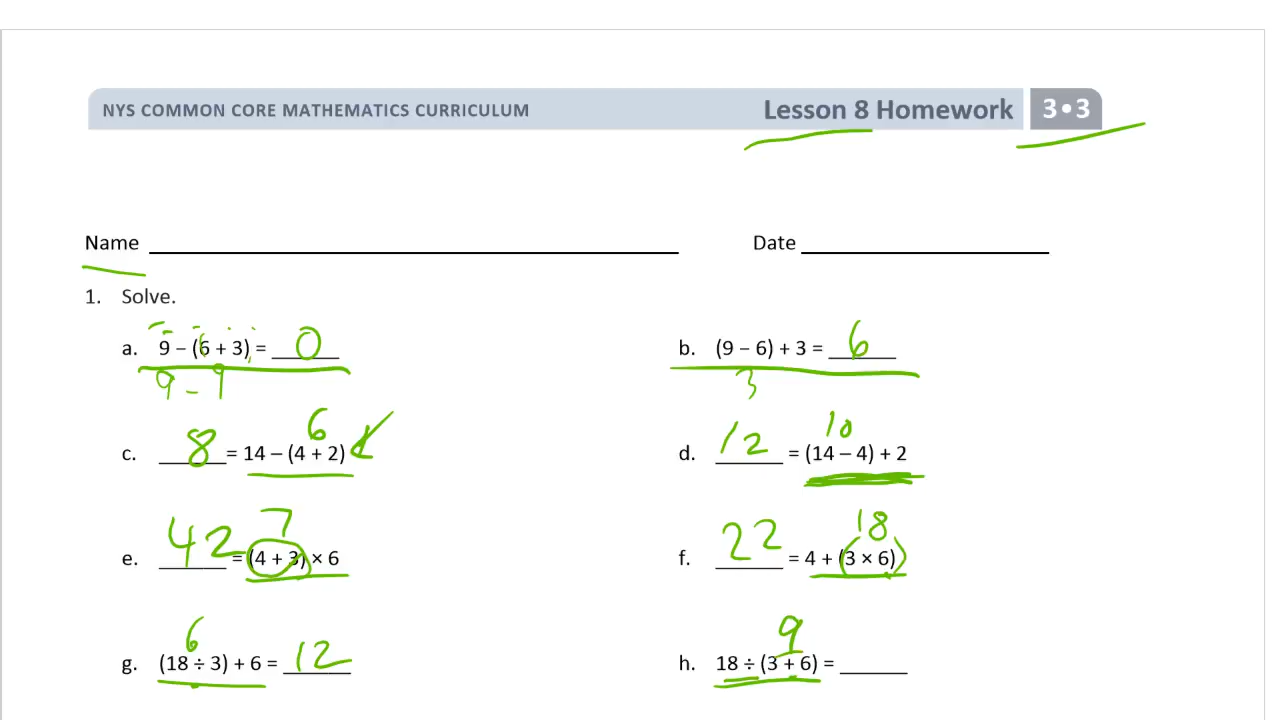 NYS COMMON CORE MATHEMATICS CURRICULUM Lesson 8 Homework 3•3
Name Date
1. Solve.
a. 9 – (6 + 3) = 0 b. (9 – 6) + 3 = 6
9 – 9 3
6 10
c. 8 = 14 – (4 + 2) d. 12 = (14 – 4) + 2
7 18
e. 42 = (4 + 3) × 6 f. 22 = 4 + (3 × 6)
6 9
g. (18 ÷ 3) + 6 = 12 h. 18 ÷ (3 + 6) =